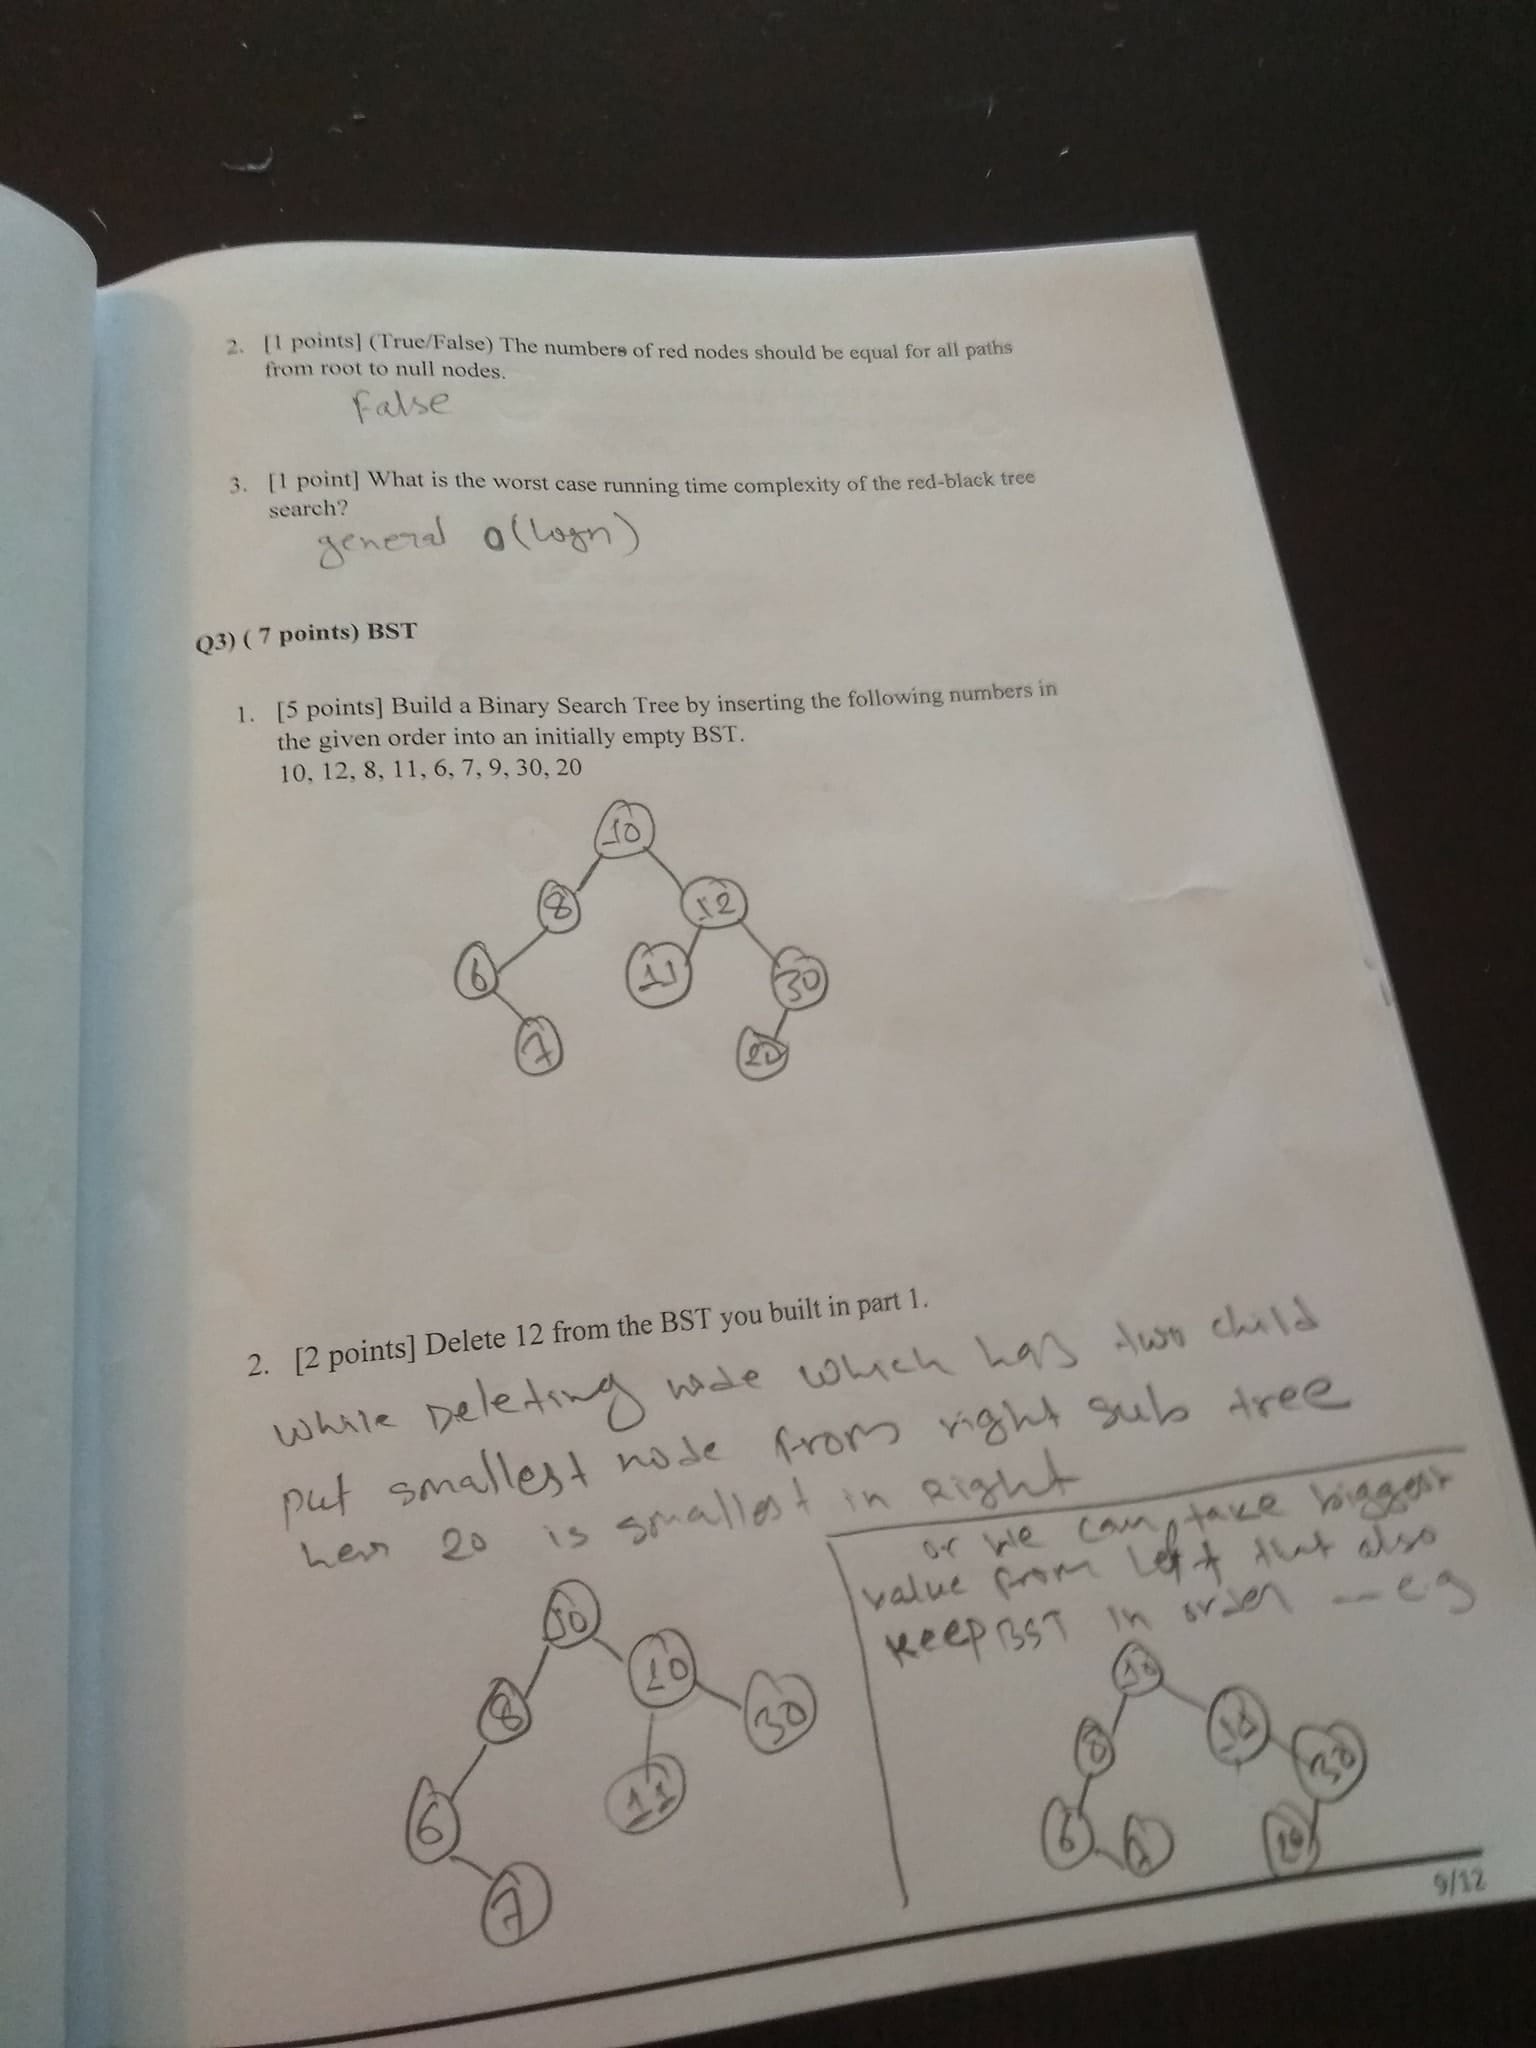 2. [1 points] (True/False) The numbers of red nodes should be equal for all paths
from root to null nodes.
False
3. [1 point] What is the worst case running time complexity of the red-black tree
search?
general O(logn)
Q3) ( 7 points) BST
1. [5 points] Build a Binary Search Tree by inserting the following numbers in
the given order into an initially empty BST.
10, 12, 8, 11, 6, 7, 9, 30, 20
10
8 12
6 11 30
7 20
2. [2 points] Delete 12 from the BST you built in part 1.
While Deleting node which has two child
put smallest node from right sub tree
20 is smallest in Right
or we can take biggest
value from left that also
keep BST in order -- e.g
10
8 20 30
6 11
7
10
8 11 30
6 7 20
9/12